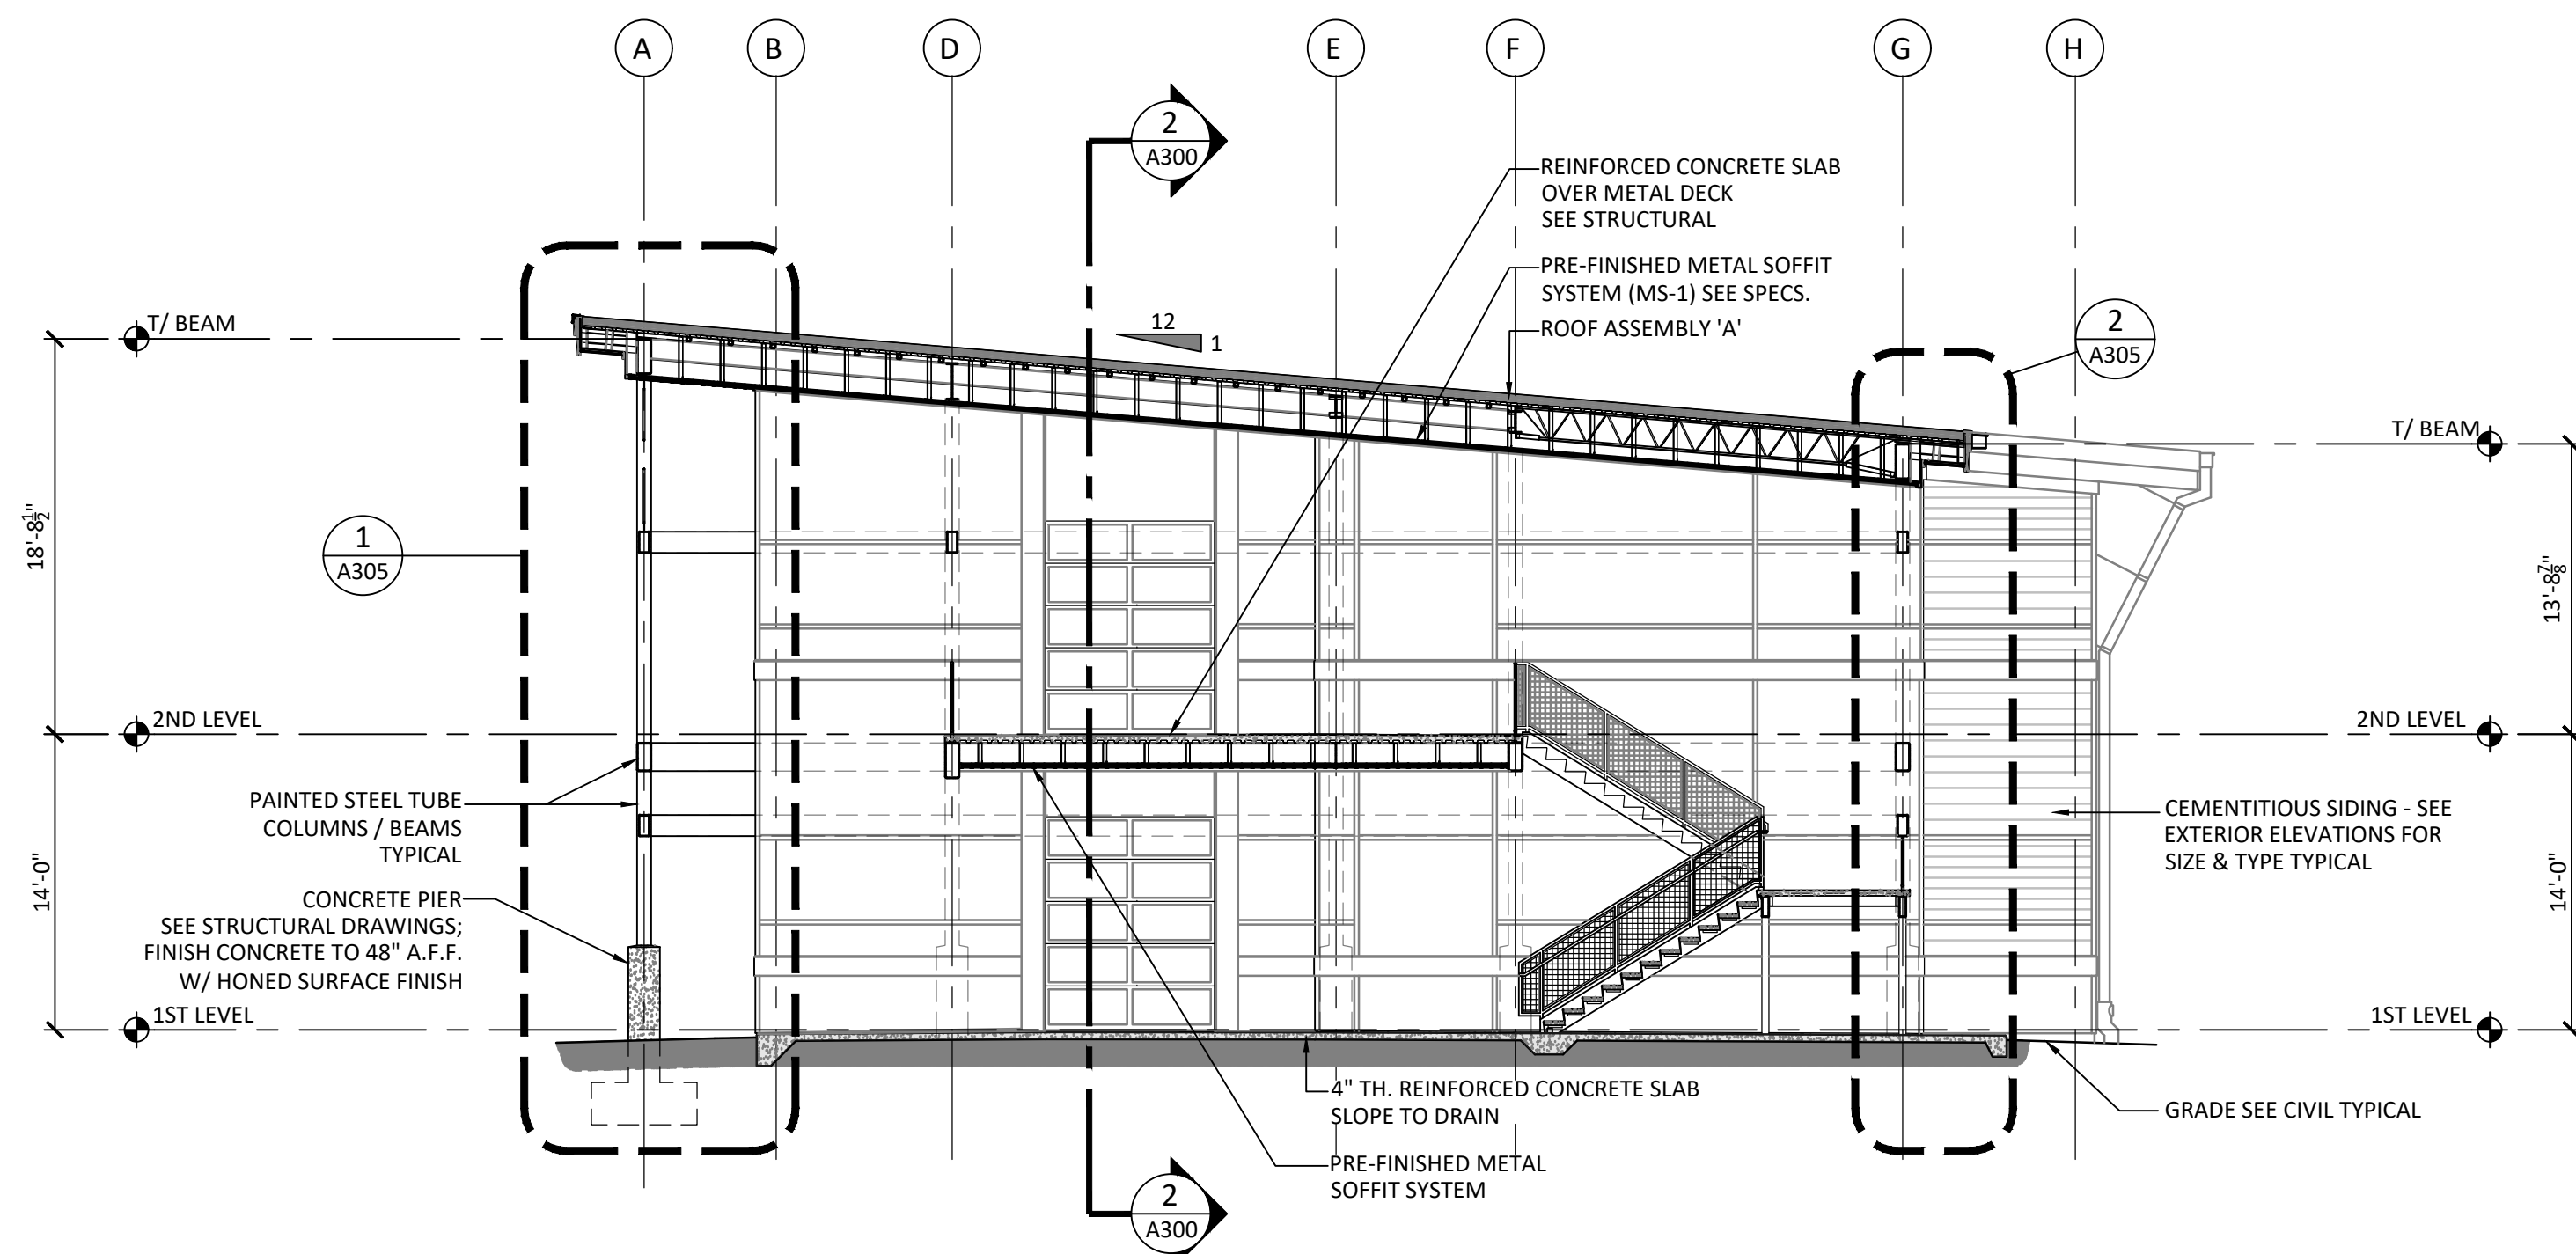 A
B
D
E
F
G
H
2
A300
REINFORCED CONCRETE SLAB
OVER METAL DECK
SEE STRUCTURAL
PRE-FINISHED METAL SOFFIT
SYSTEM (MS-1) SEE SPECS.
ROOF ASSEMBLY 'A'
12
1
2
A305
T/ BEAM
T/ BEAM
18'-8½"
13'-8⅞"
1
A305
2ND LEVEL
2ND LEVEL
PAINTED STEEL TUBE
COLUMNS / BEAMS
TYPICAL
CEMENTITIOUS SIDING - SEE
EXTERIOR ELEVATIONS FOR
SIZE & TYPE TYPICAL
14'-0"
14'-0"
CONCRETE PIER
SEE STRUCTURAL DRAWINGS;
FINISH CONCRETE TO 48" A.F.F.
W/ HONED SURFACE FINISH
1ST LEVEL
1ST LEVEL
4" TH. REINFORCED CONCRETE SLAB
SLOPE TO DRAIN
GRADE SEE CIVIL TYPICAL
PRE-FINISHED METAL
SOFFIT SYSTEM
2
A300